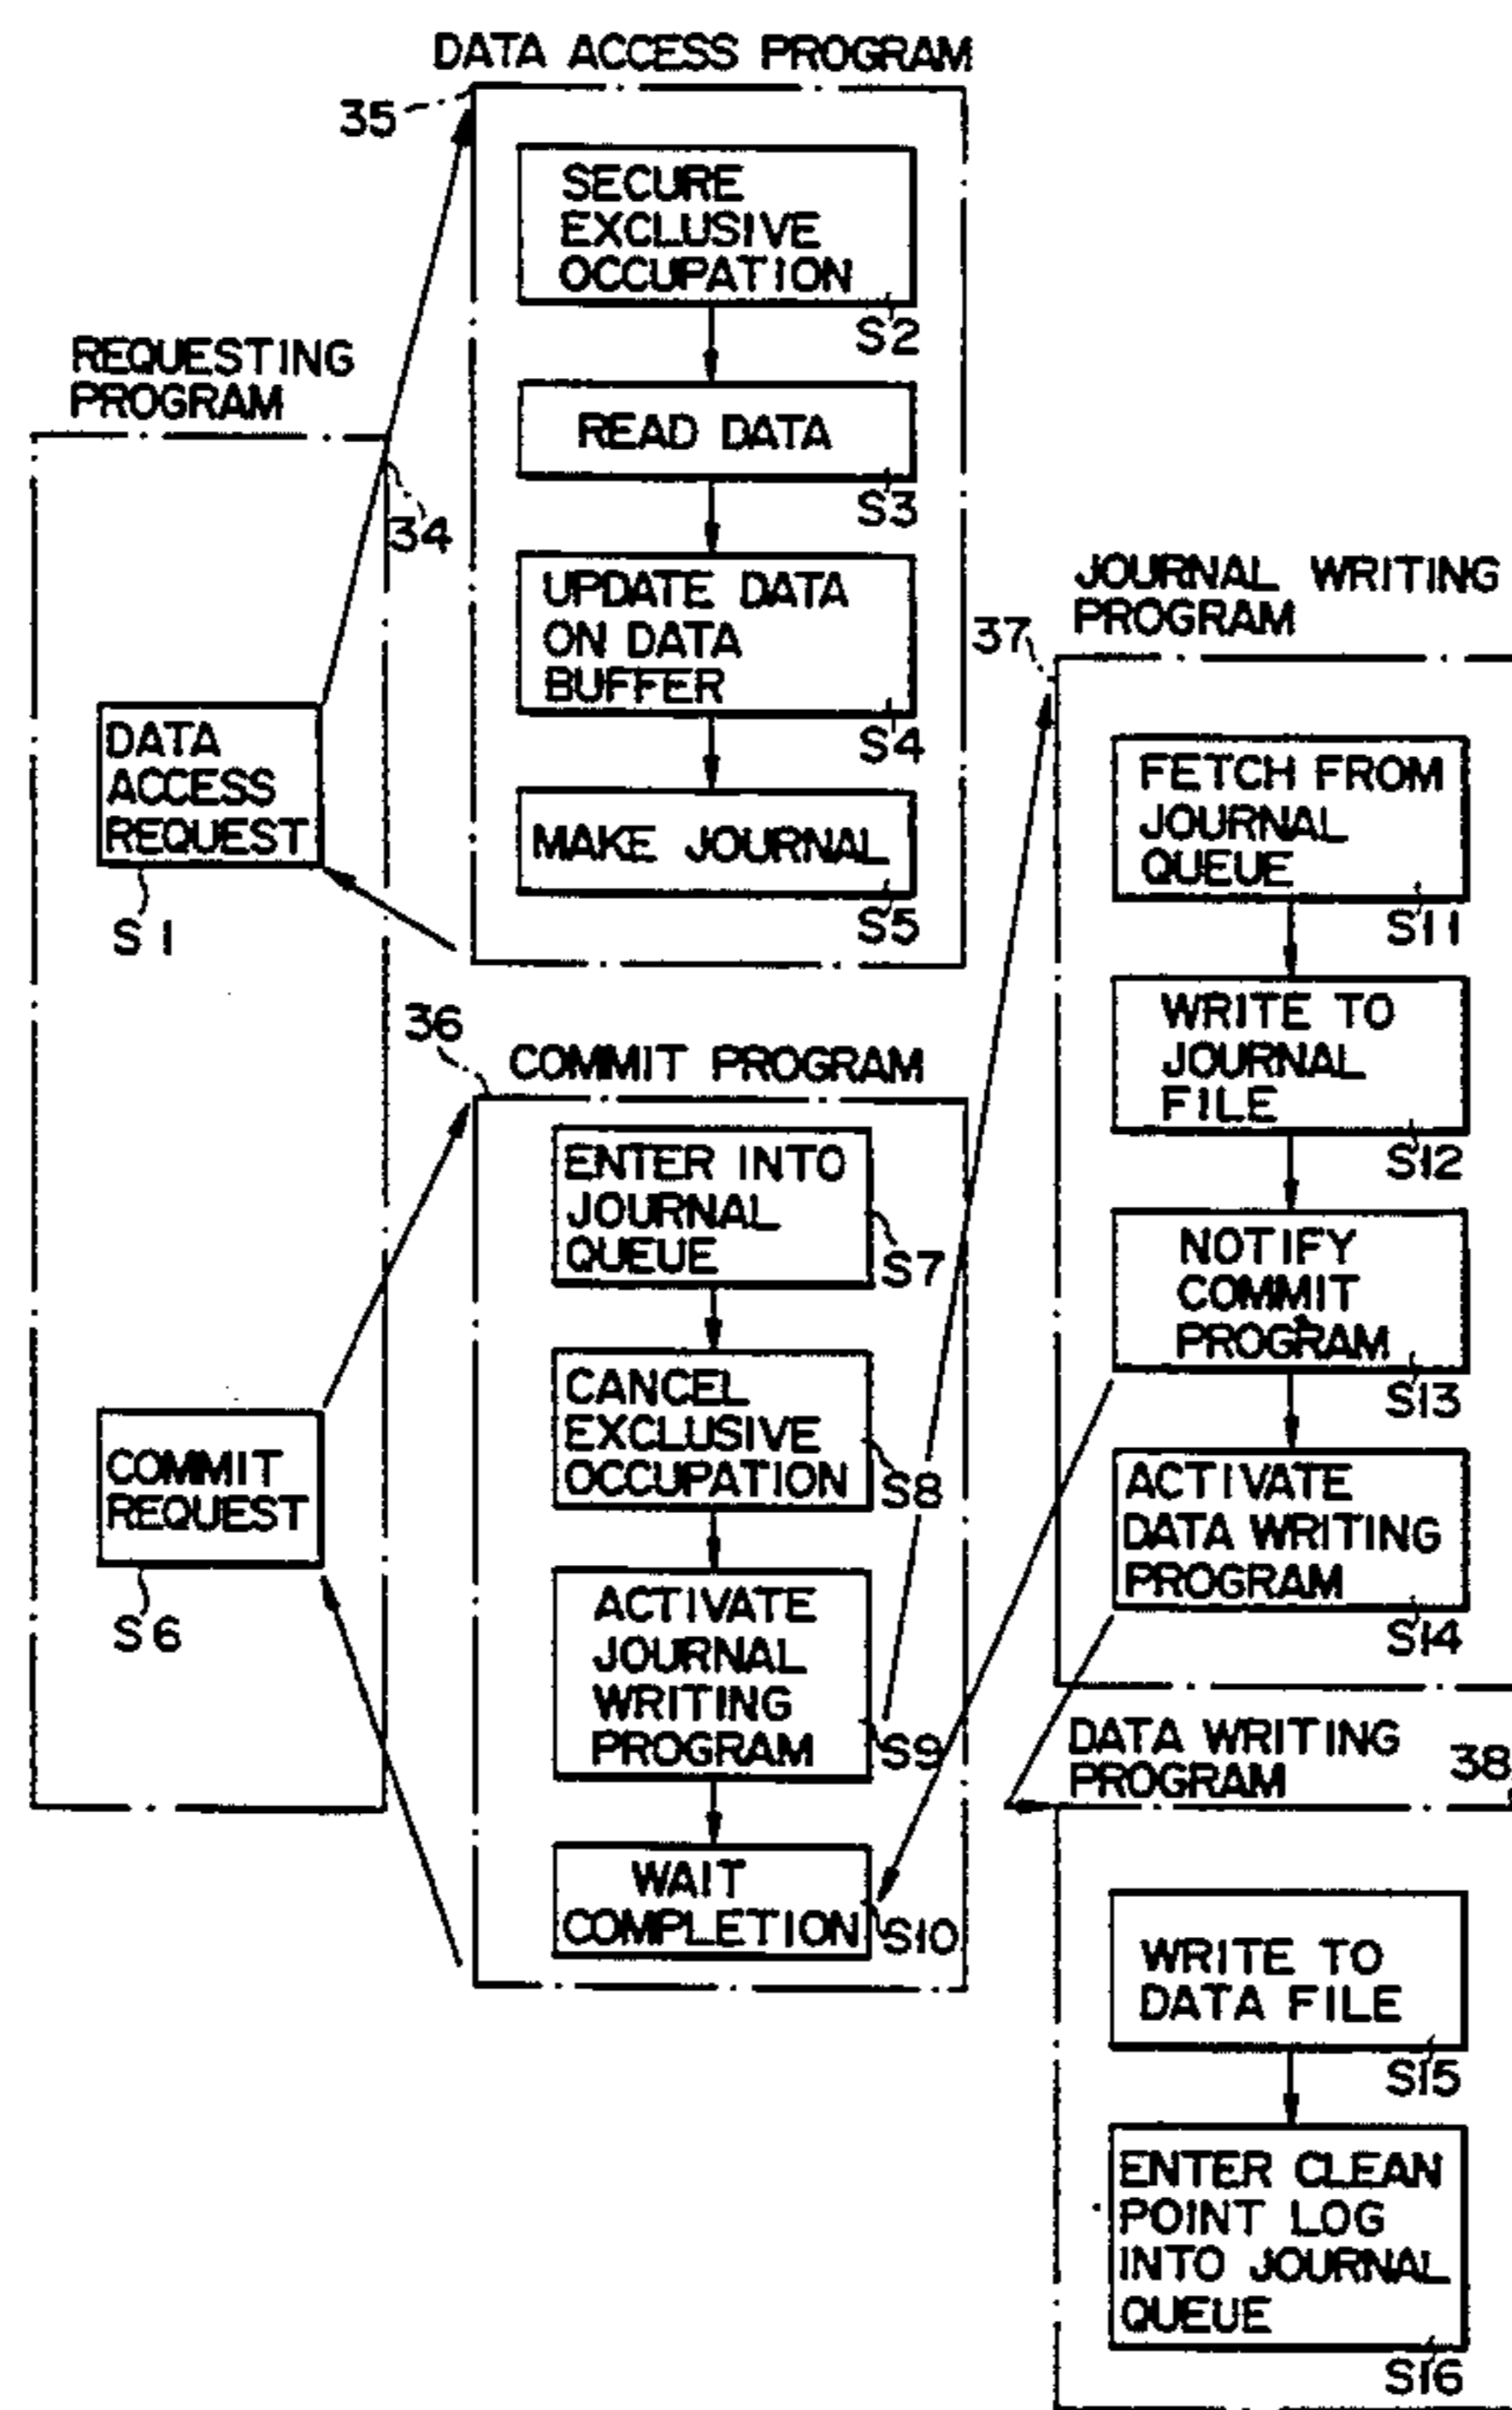 DATA ACCESS PROGRAM
35
SECURE
EXCLUSIVE
OCCUPATION
S2
READ DATA
S3
UPDATE DATA
ON DATA
BUFFER
S4
MAKE JOURNAL
S5
REQUESTING
PROGRAM
34
DATA
ACCESS
REQUEST
S1
COMMIT
REQUEST
S6
36
COMMIT PROGRAM
ENTER INTO
JOURNAL
QUEUE
S7
CANCEL
EXCLUSIVE
OCCUPATION
S8
ACTIVATE
JOURNAL
WRITING
PROGRAM
S9
WAIT
COMPLETION
S10
JOURNAL WRITING
PROGRAM
37
FETCH FROM
JOURNAL
QUEUE
S11
WRITE TO
JOURNAL
FILE
S12
NOTIFY
COMMIT
PROGRAM
S13
ACTIVATE
DATA WRITING
PROGRAM
S14
DATA WRITING
PROGRAM
38
WRITE TO
DATA FILE
S15
ENTER CLEAN
POINT LOG
INTO JOURNAL
QUEUE
S16